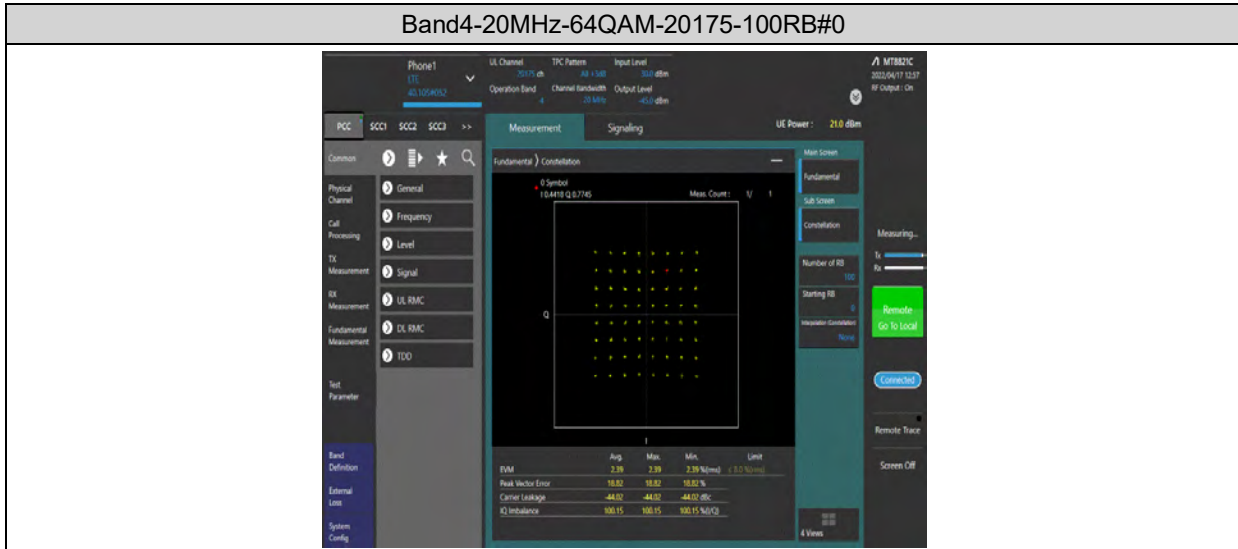 Band4-20MHz-64QAM-20175-100RB#0
Phone1
LTE
UL Channel TPC Pattern Input Level
20175 ch All +3dB 30.0 dBm
Operation Band Channel Bandwidth Output Level
4 20 MHz -45.0 dBm
MT8821C
2022/04/17 12:57
RF Output : On
PCC SCC1 SCC2 SCC3 >>
Measurement Signaling
UE Power : 21.0 dBm
Common
Physical Channel
Call Processing
TX Measurement
RX Measurement
Fundamental Measurement
Test Parameter
Band Definition
External Loss
System Config
General
Frequency
Level
Signal
UL RMC
DL RMC
TDD
Fundamental Constellation
0 Symbol
I 0.4418 Q 0.7745
Meas. Count : 1/ 1
Q
I
Avg. Max. Min. Limit
EVM 2.39 2.39 2.39 %(rms) ( 8.0 %(rms)
Peak Vector Error 18.82 18.82 18.82 %
Carrier Leakage -44.02 -44.02 -44.02 dBc
IQ Imbalance 100.15 100.15 100.15 %(I/Q)
Main Screen
Fundamental
Sub Screen
Constellation
Number of RB
100
Starting RB
0
Interpolation (Constellation)
None
4 Views
Measuring...
Tx
Rx
Remote
Go To Local
Connected
Remote Trace
Screen Off